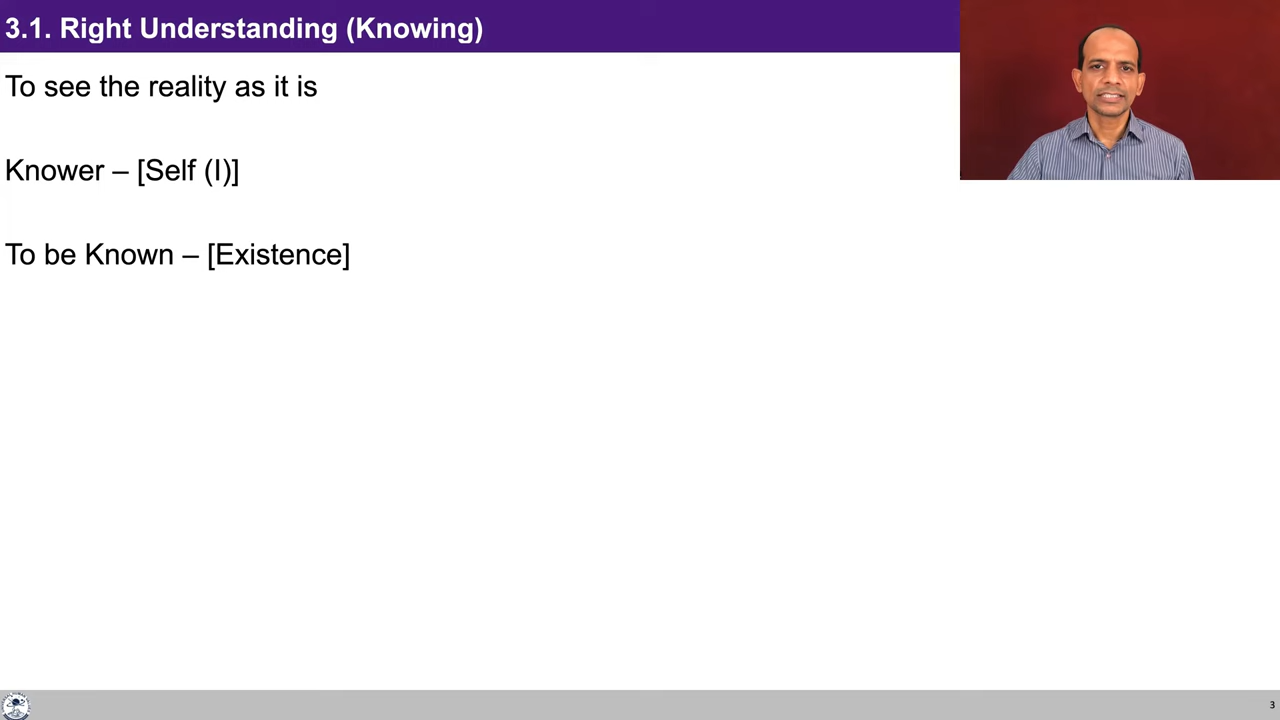 3.1. Right Understanding (Knowing)
To see the reality as it is
Knower – [Self (I)]
To be Known – [Existence]
3